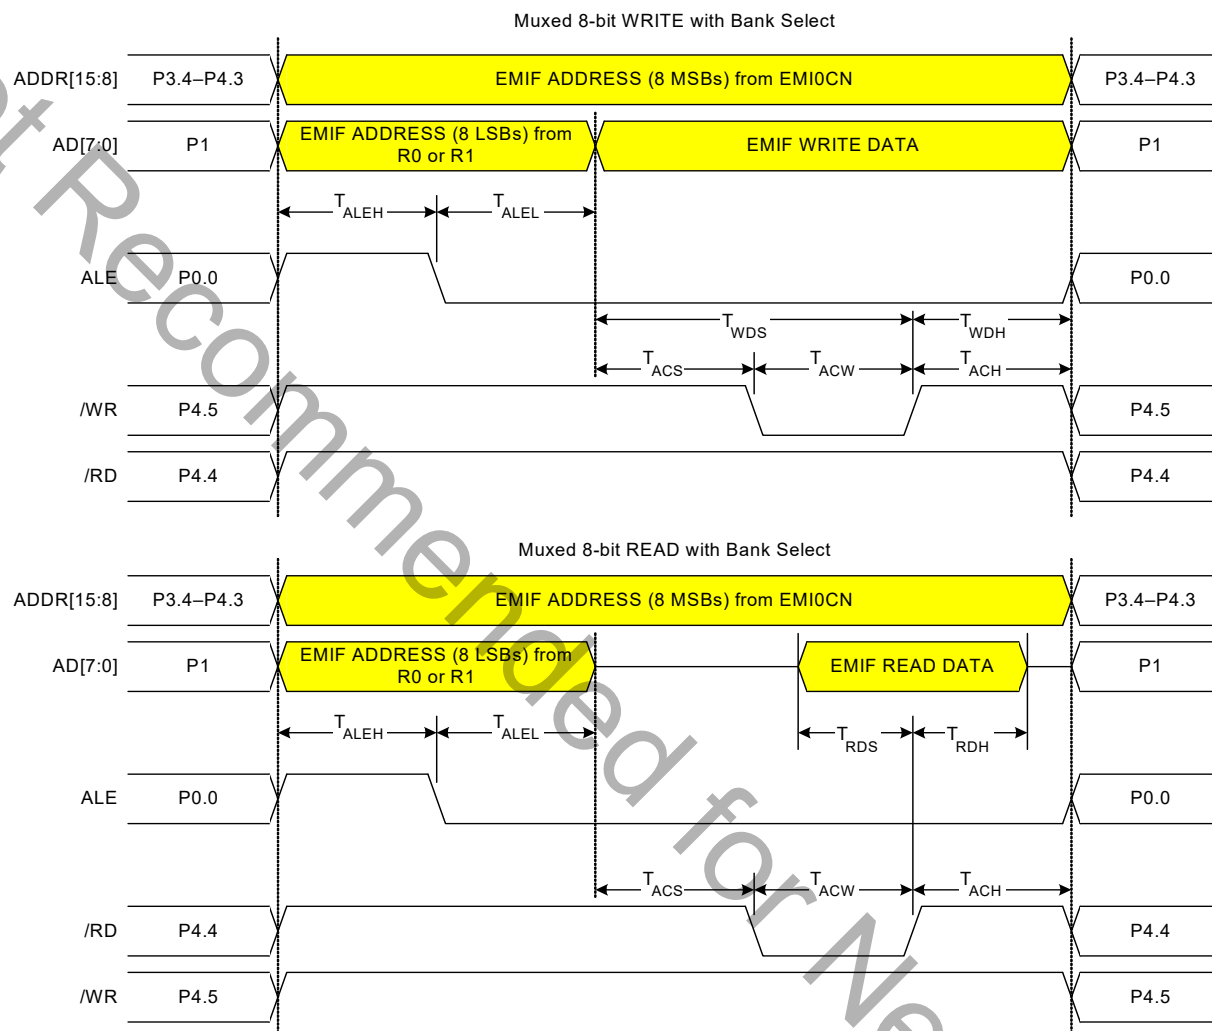 Muxed 8-bit WRITE with Bank Select
ADDR[15:8] P3.4–P4.3 EMIF ADDRESS (8 MSBs) from EMI0CN P3.4–P4.3
AD[7:0] P1 EMIF ADDRESS (8 LSBs) from R0 or R1 EMIF WRITE DATA P1
TALEH TALEL
ALE P0.0 P0.0
TWDS TWDH
TACS TACW TACH
/WR P4.5 P4.5
/RD P4.4 P4.4
Muxed 8-bit READ with Bank Select
ADDR[15:8] P3.4–P4.3 EMIF ADDRESS (8 MSBs) from EMI0CN P3.4–P4.3
AD[7:0] P1 EMIF ADDRESS (8 LSBs) from R0 or R1 EMIF READ DATA P1
TALEH TALEL TRDS TRDH
ALE P0.0 P0.0
TACS TACW TACH
/RD P4.4 P4.4
/WR P4.5 P4.5
Recommended for